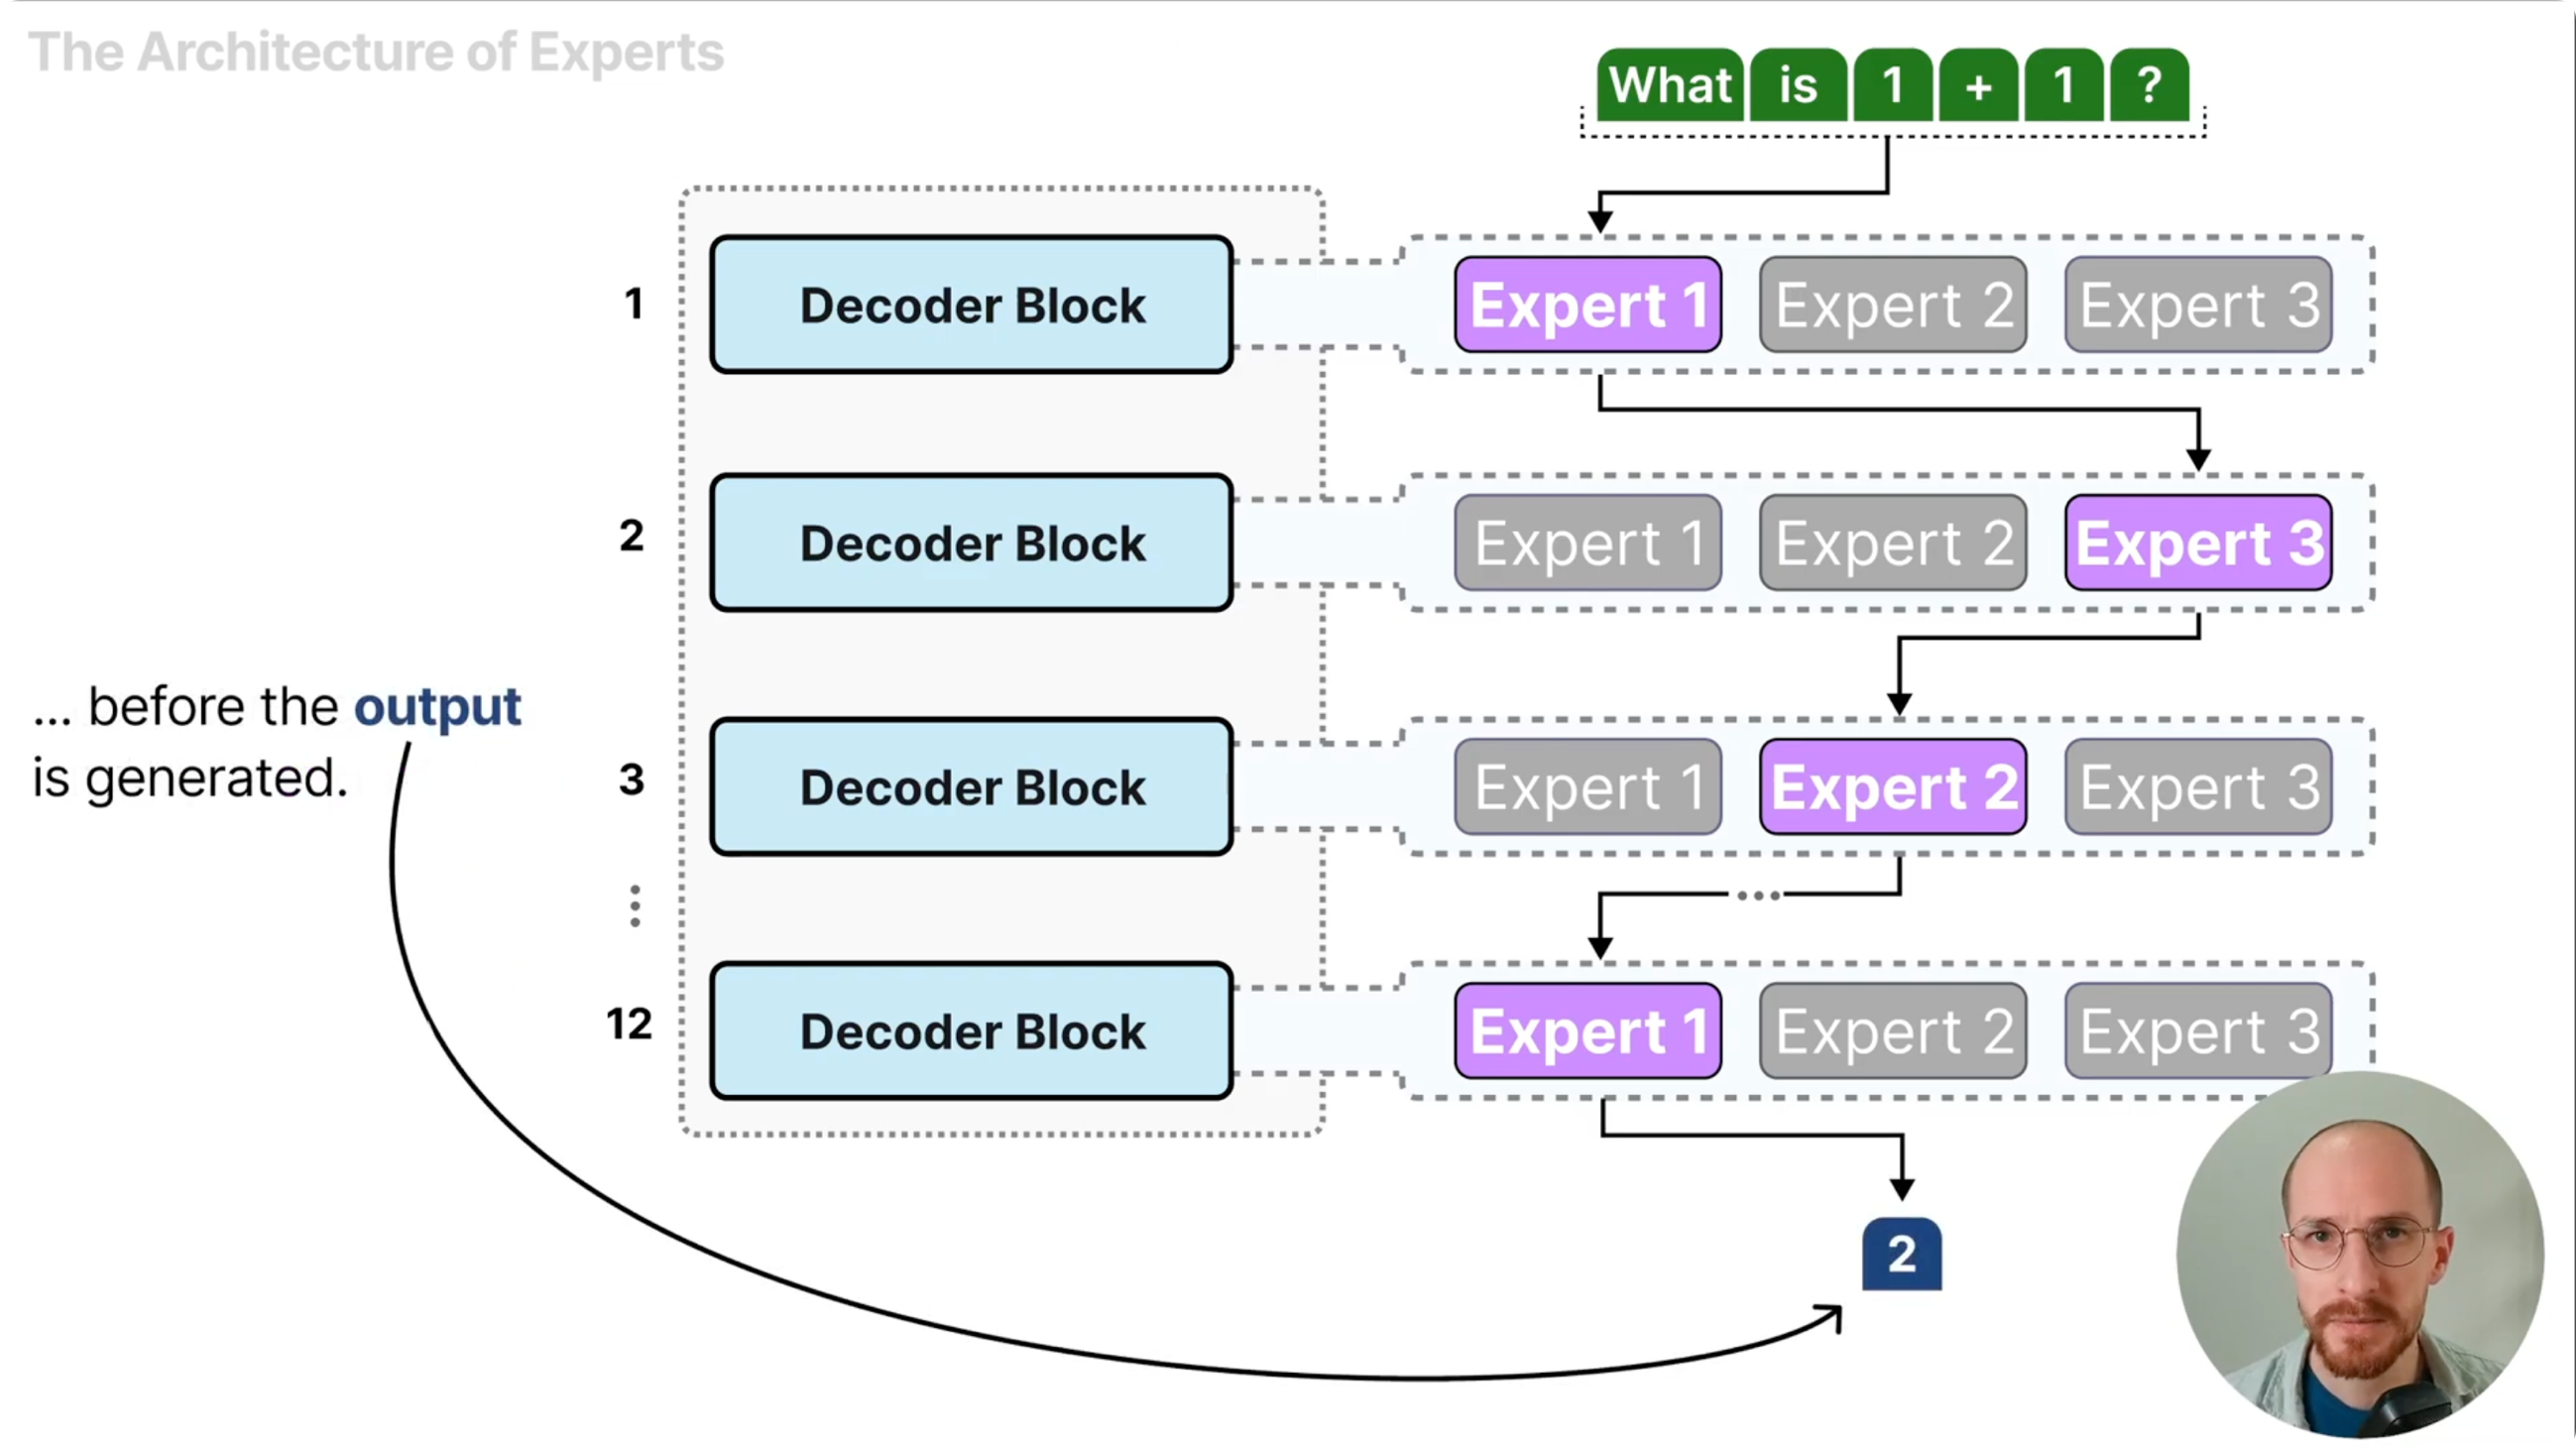 The Architecture of Experts
What is 1 + 1 ?
1 Decoder Block Expert 1 Expert 2 Expert 3
2 Decoder Block Expert 1 Expert 2 Expert 3
... before the output
is generated.
3 Decoder Block Expert 1 Expert 2 Expert 3
12 Decoder Block Expert 1 Expert 2 Expert 3
2